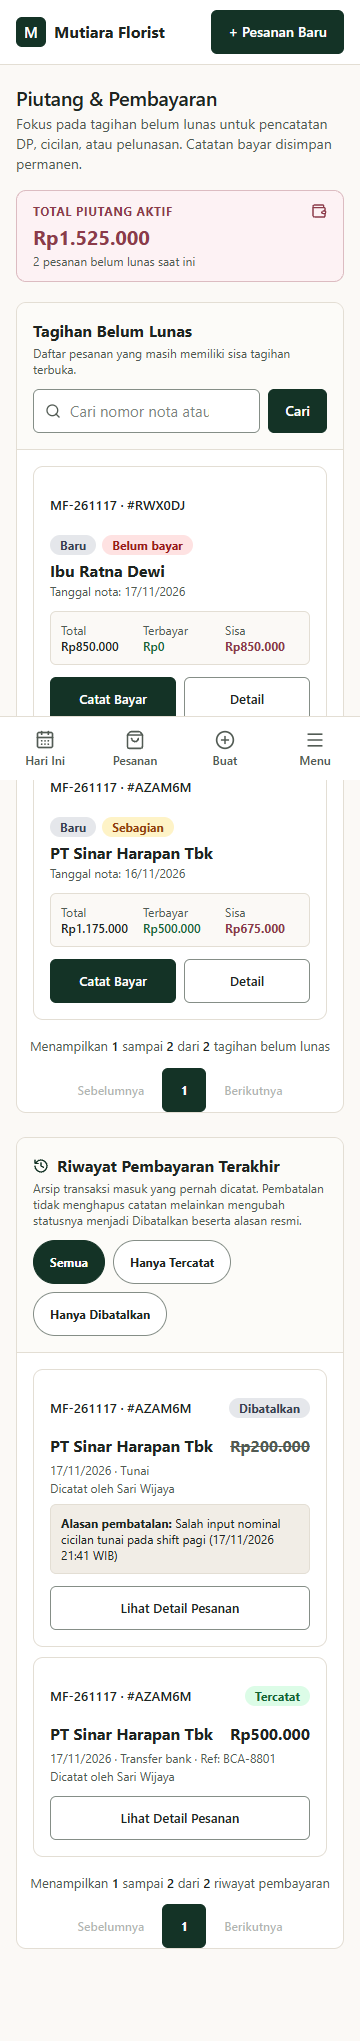 M Mutiara Florist + Pesanan Baru
Piutang & Pembayaran
Fokus pada tagihan belum lunas untuk pencatatan
DP, cicilan, atau pelunasan. Catatan bayar disimpan
permanen.
TOTAL PIUTANG AKTIF
Rp1.525.000
2 pesanan belum lunas saat ini
Tagihan Belum Lunas
Daftar pesanan yang masih memiliki sisa tagihan
terbuka.
Cari nomor nota atau Cari
MF-261117 · #RWX0DJ
Baru Belum bayar
Ibu Ratna Dewi
Tanggal nota: 17/11/2026
Total Terbayar Sisa
Rp850.000 Rp0 Rp850.000
Catat Bayar Detail
Hari Ini Pesanan Buat Menu
MF-261117 · #AZAM6M
Baru Sebagian
PT Sinar Harapan Tbk
Tanggal nota: 16/11/2026
Total Terbayar Sisa
Rp1.175.000 Rp500.000 Rp675.000
Catat Bayar Detail
Menampilkan 1 sampai 2 dari 2 tagihan belum lunas
Sebelumnya 1 Berikutnya
Riwayat Pembayaran Terakhir
Arsip transaksi masuk yang pernah dicatat. Pembatalan
tidak menghapus catatan melainkan mengubah
statusnya menjadi Dibatalkan beserta alasan resmi.
Semua Hanya Tercatat
Hanya Dibatalkan
MF-261117 · #AZAM6M Dibatalkan
PT Sinar Harapan Tbk Rp200.000
17/11/2026 · Tunai
Dicatat oleh Sari Wijaya
Alasan pembatalan: Salah input nominal
cicilan tunai pada shift pagi (17/11/2026
21:41 WIB)
Lihat Detail Pesanan
MF-261117 · #AZAM6M Tercatat
PT Sinar Harapan Tbk Rp500.000
17/11/2026 · Transfer bank · Ref: BCA-8801
Dicatat oleh Sari Wijaya
Lihat Detail Pesanan
Menampilkan 1 sampai 2 dari 2 riwayat pembayaran
Sebelumnya 1 Berikutnya